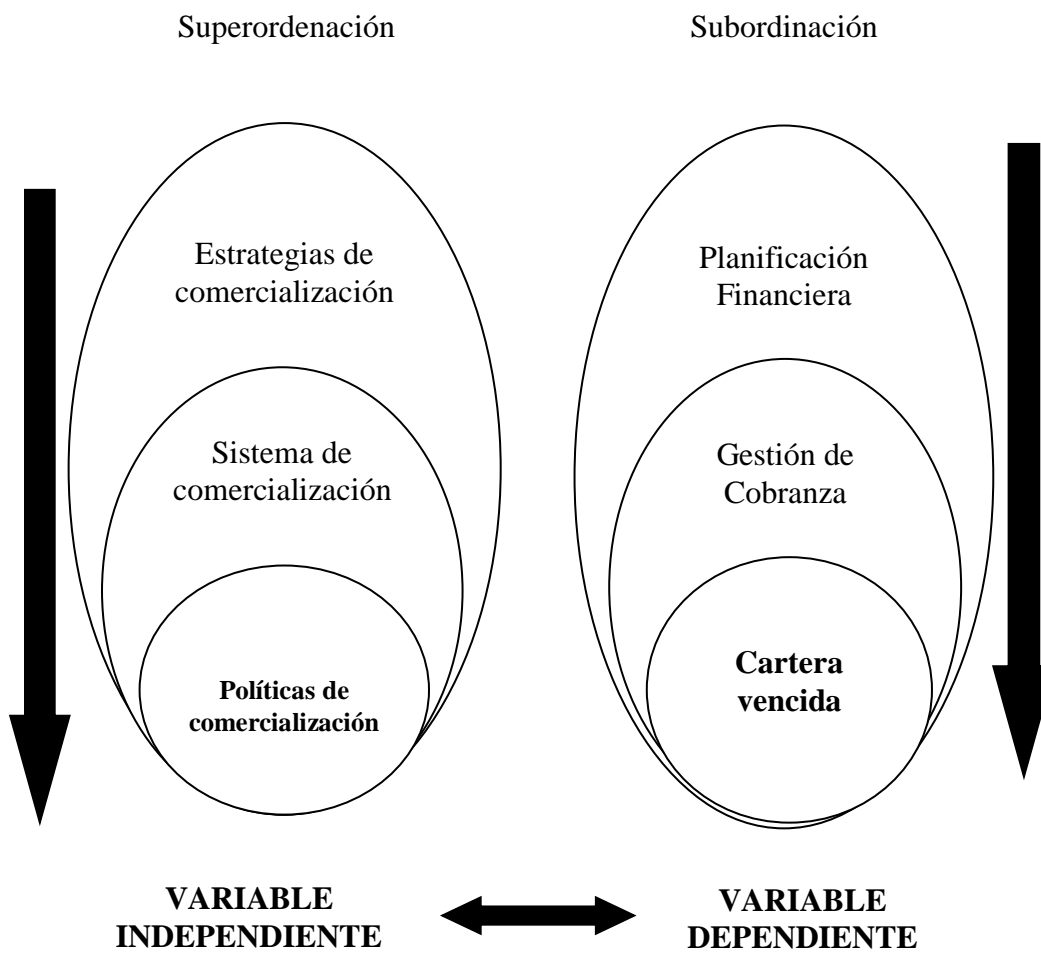 Superordenación
Subordinación
Estrategias de
comercialización
Planificación
Financiera
Sistema de
comercialización
Gestión de
Cobranza
Políticas de
comercialización
Cartera
vencida
VARIABLE
INDEPENDIENTE
VARIABLE
DEPENDIENTE